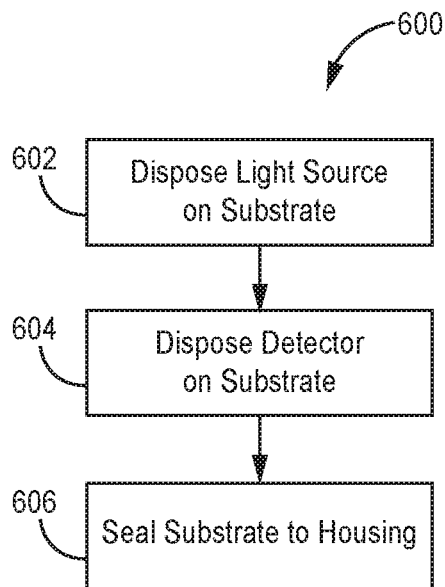 600
602
Dispose Light Source
on Substrate
604
Dispose Detector
on Substrate
606
Seal Substrate to Housing